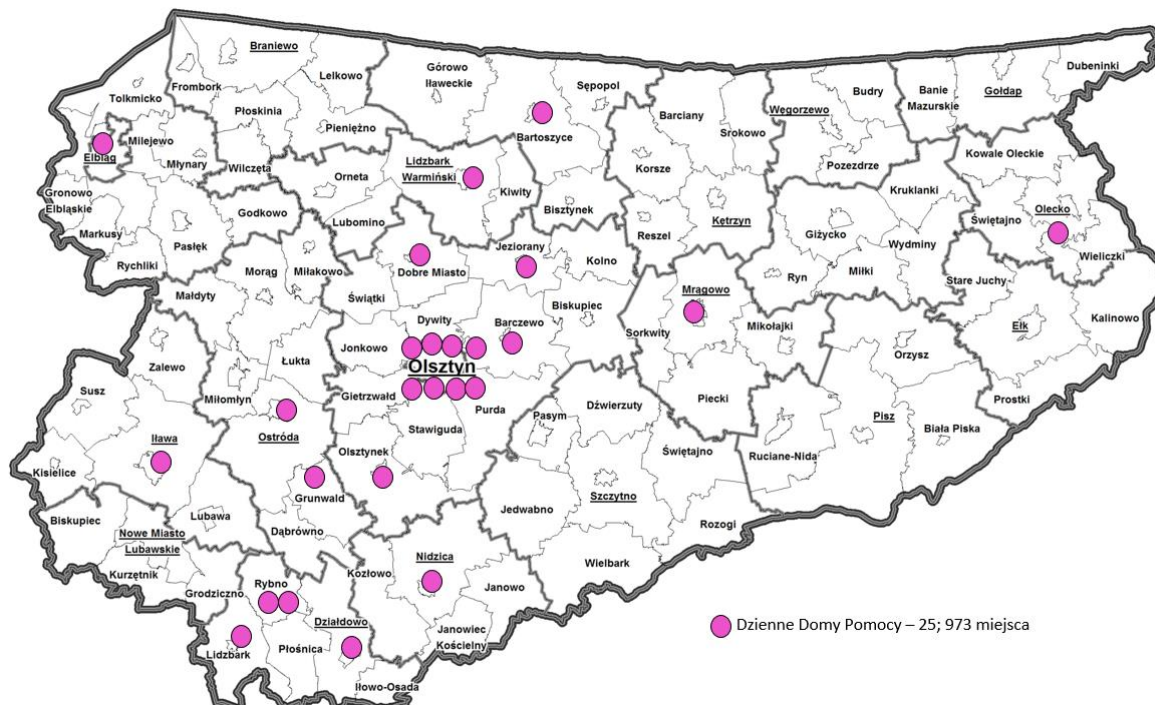 Braniewo
Frombork
Lelkowo
Górowo
Iławeckie
Sępopol
Tolkmicko
Płoskinia
Pieniężno
Bartoszyce
Barciany
Srokowo
Węgorzewo
Budry
Banie
Mazurskie
Gołdap
Dubeninki
Elbląg
Milejewo
Młynary
Wilczęta
Orneta
Lidzbark
Warmiński
Kiwity
Bisztynek
Korsze
Kętrzyn
Reszel
Pozezdrze
Kruklanki
Kowale Oleckie
Gronowo
Elbląskie
Markusy
Rychliki
Pasłęk
Godkowo
Lubomino
Giżycko
Wydminy
Świętajno
Olecko
Wieliczki
Morąg
Miłakowo
Małdyty
Świątki
Dobre Miasto
Jeziorany
Kolno
Biskupiec
Ryn
Miłki
Stare Juchy
Ełk
Kalinowo
Mrągowo
Sorkwity
Mikołajki
Orzysz
Prostki
Zalewo
Łukta
Jonkowo
Dywity
Barczewo
Olsztyn
Susz
Miłomłyn
Gietrzwałd
Purda
Stawiguda
Pasym
Dźwierzuty
Piecki
Pisz
Biała Piska
Ruciane-Nida
Iława
Ostróda
Olsztynek
Kisielice
Grunwald
Szczytno
Świętajno
Jedwabno
Rozogi
Biskupiec
Nowe Miasto
Lubawskie
Lubawa
Dąbrówno
Kurzętnik
Grodziczno
Rybno
Kozłowo
Nidzica
Janowo
Wielbark
Lidzbark
Płośnica
Działdowo
Janowiec
Kościelny
Iłowo-Osada
Dzienne Domy Pomocy – 25; 973 miejsca